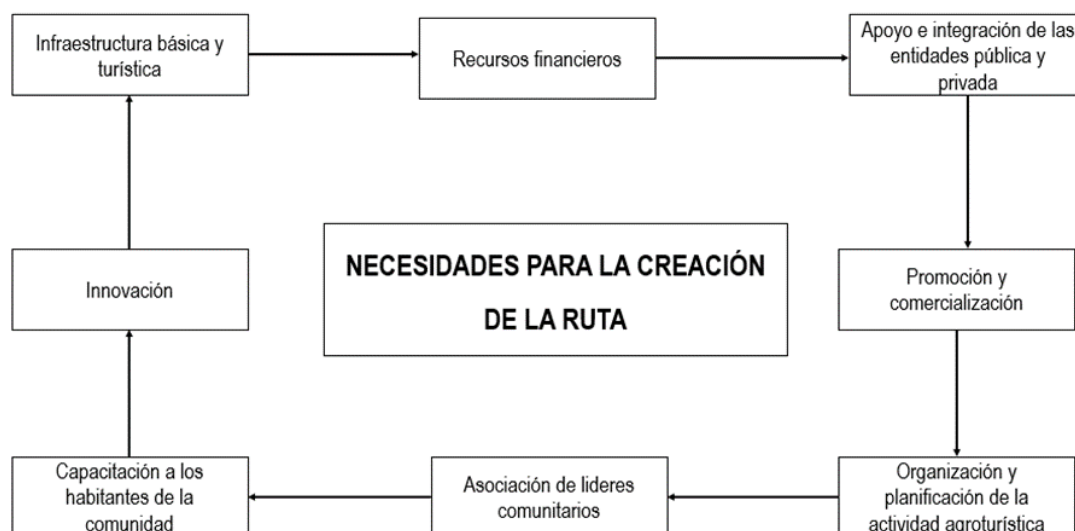 Infraestructura básica y
turística
Recursos financieros
Apoyo e integración de las
entidades pública y
privada
NECESIDADES PARA LA CREACIÓN
DE LA RUTA
Innovación
Promoción y
comercialización
Capacitación a los
habitantes de la
comunidad
Asociación de lideres
comunitarios
Organización y
planificación de la
actividad agroturística